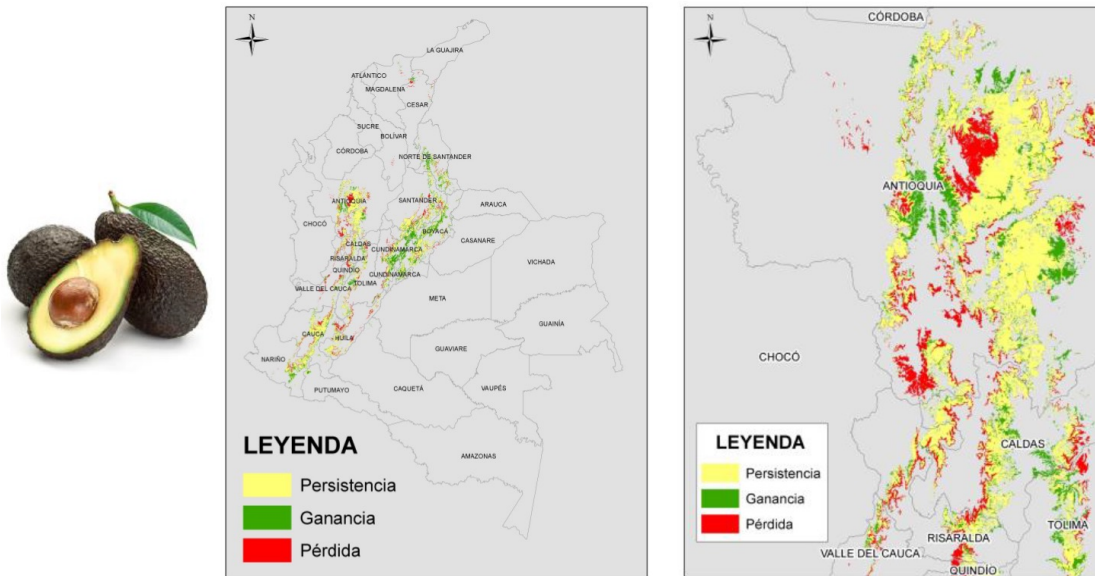 N
LA GUAJIRA
ATLÁNTICO
MAGDALENA
CESAR
SUCRE
BOLÍVAR
CÓRDOBA
NORTE DE SANTANDER
ANTIOQUIA
SANTANDER
ARAUCA
CHOCÓ
BOYACÁ
CALDAS
CASANARE
CUNDINAMARCA
RISARALDA
QUINDÍO
CUNDINAMARCA
VICHADA
VALLE DEL CAUCA
TOLIMA
META
GUAINÍA
CAUCA
HUILA
NARIÑO
GUAVIARE
VAUPÉS
PUTUMAYO
CAQUETÁ
AMAZONAS
LEYENDA
Persistencia
Ganancia
Pérdida
N
CÓRDOBA
ANTIOQUIA
CHOCÓ
CALDAS
TOLIMA
RISARALDA
VALLE DEL CAUCA
QUINDÍO
LEYENDA
Persistencia
Ganancia
Pérdida